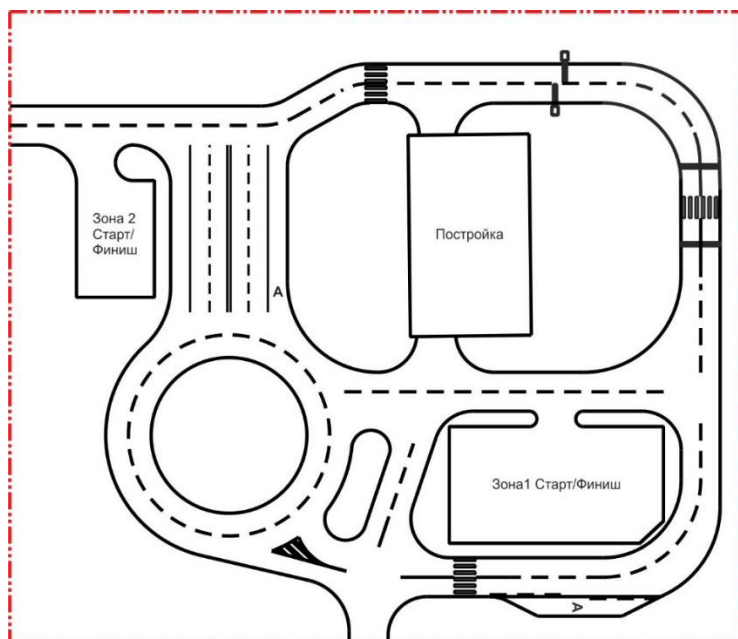 Зона 2
Старт/
Финиш
Постройка
А
Зона1 Старт/Финиш
А